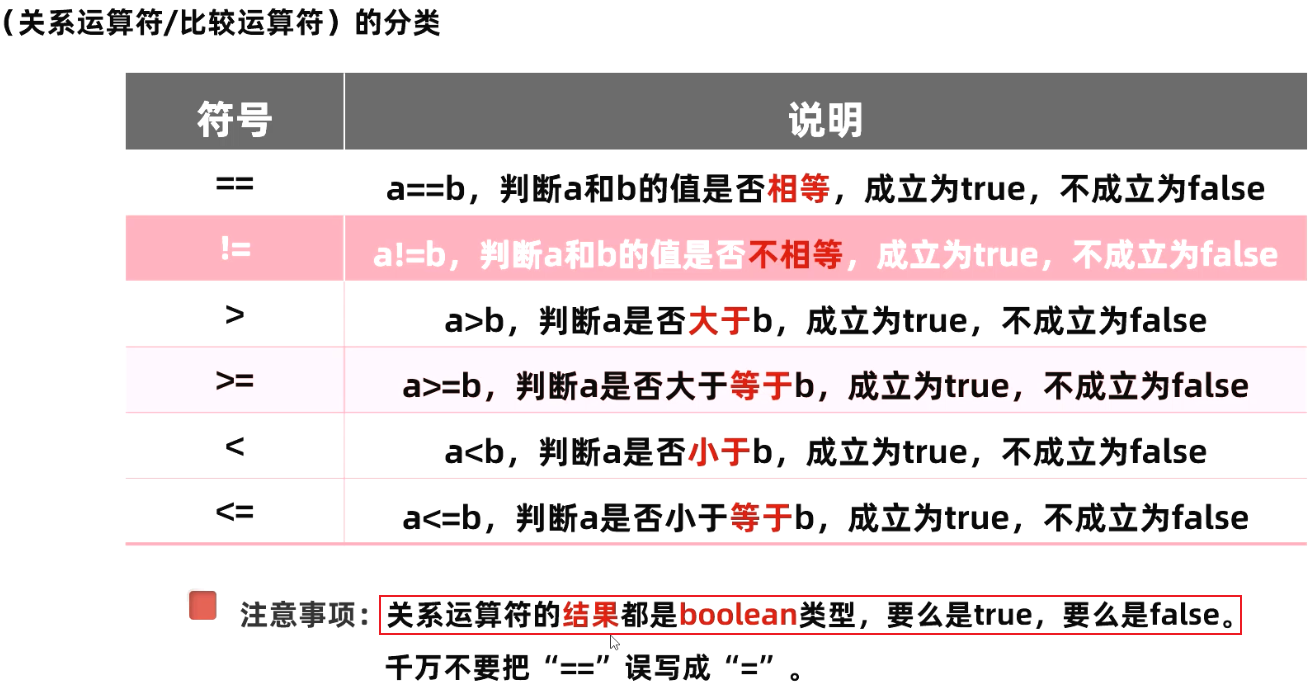 （关系运算符/比较运算符）的分类
符号 说明
== a==b，判断a和b的值是否相等，成立为true，不成立为false
!= a!=b，判断a和b的值是否不相等，成立为true，不成立为false
> a>b，判断a是否大于b，成立为true，不成立为false
>= a>=b，判断a是否大于等于b，成立为true，不成立为false
< a<b，判断a是否小于b，成立为true，不成立为false
<= a<=b，判断a是否小于等于b，成立为true，不成立为false
注意事项：关系运算符的结果都是boolean类型，要么是true，要么是false。
千万不要把“==”误写成“=”。